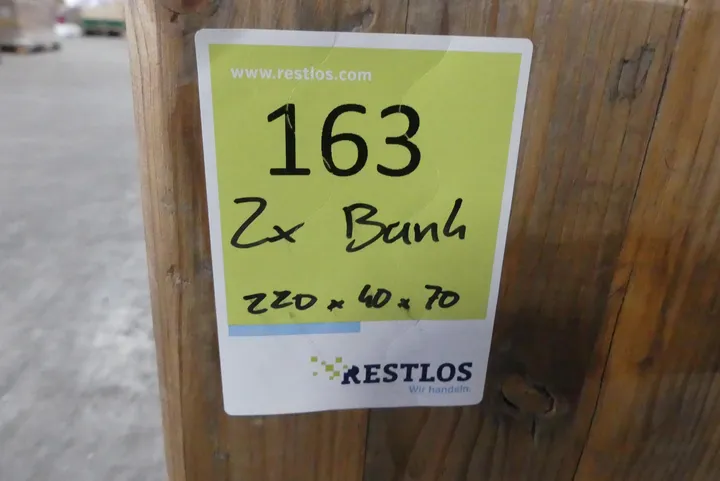 www.restlos.com
163
2x Bank
220 x 40 x 70
RESTLOS
Wir handeln.